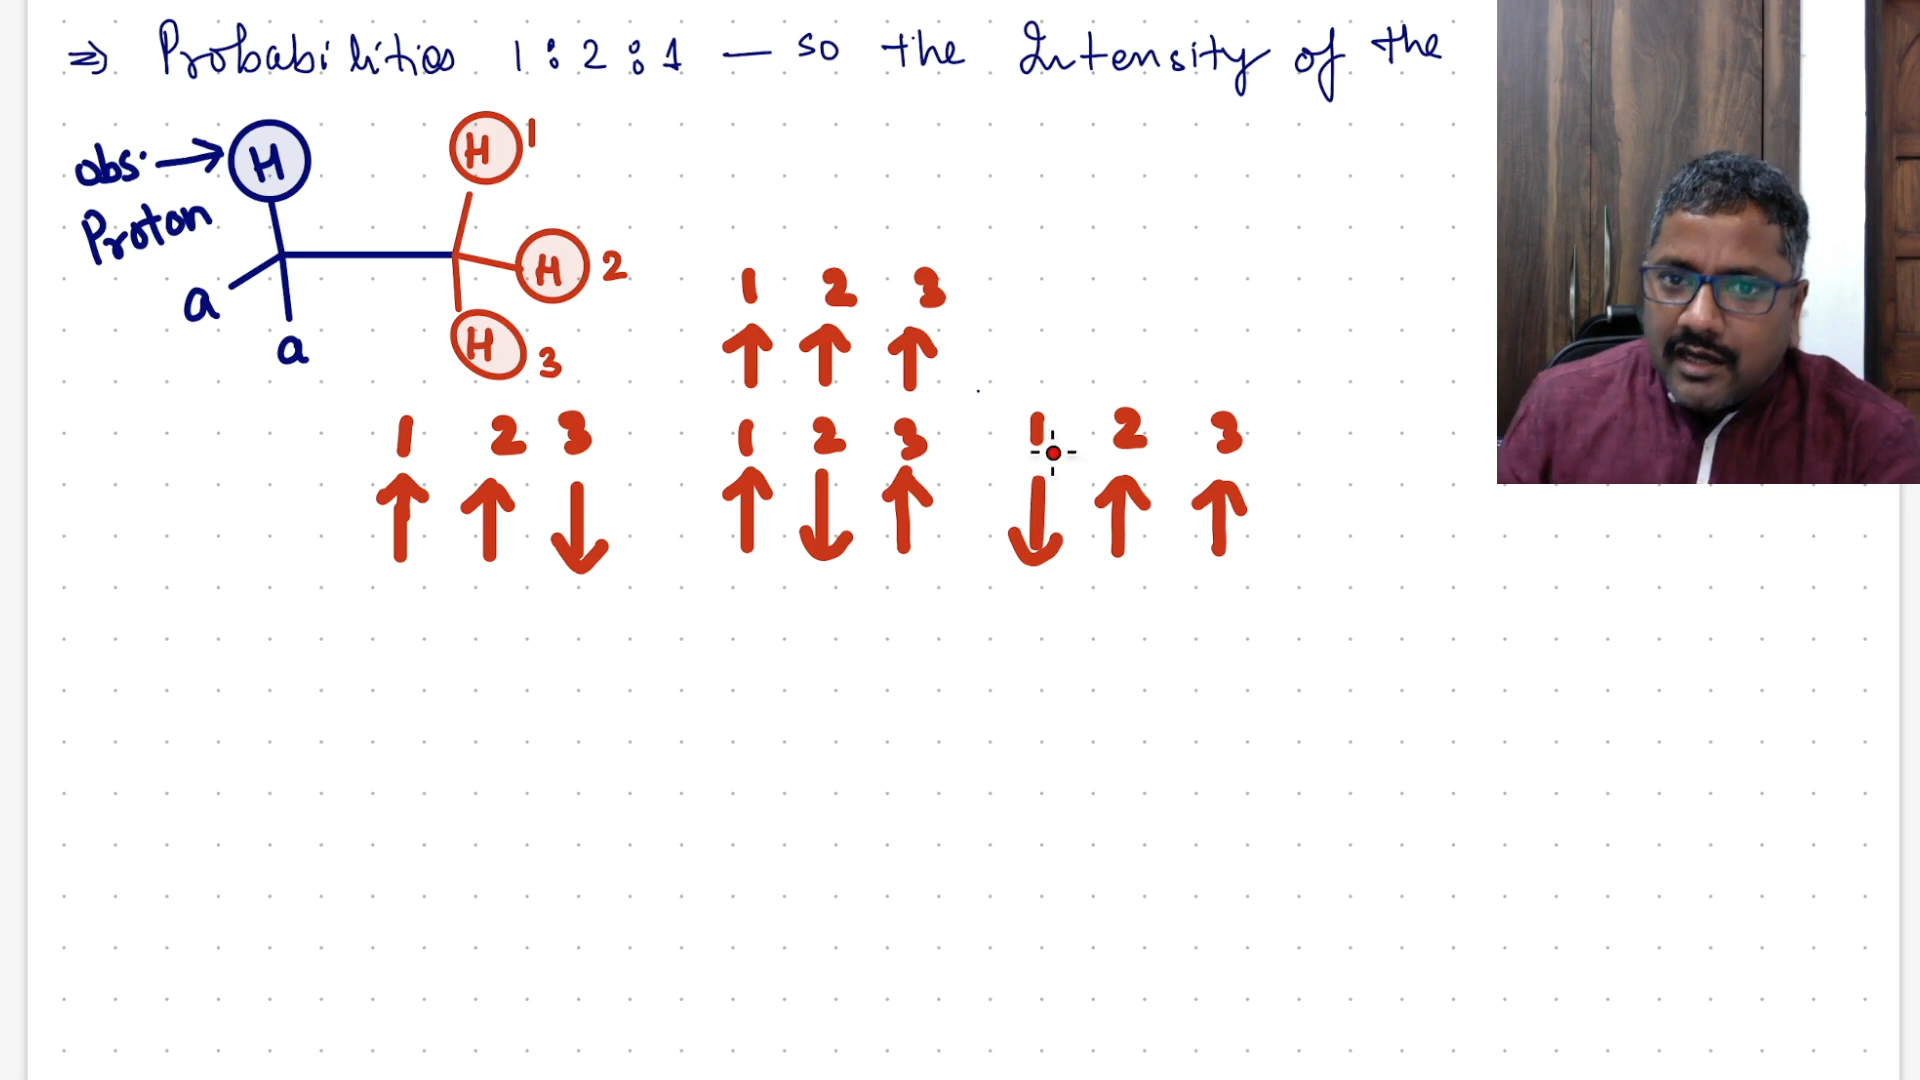 ⇒ Probabilities 1 : 2 : 1 — so the Intensity of the
obs. → H
Proton
H 1
H 2
H 3
a
a
1 2 3
↑ ↑ ↑
1 2 3 1 2 3 1 2 3
↑ ↑ ↓ ↑ ↓ ↑ ↓ ↑ ↑